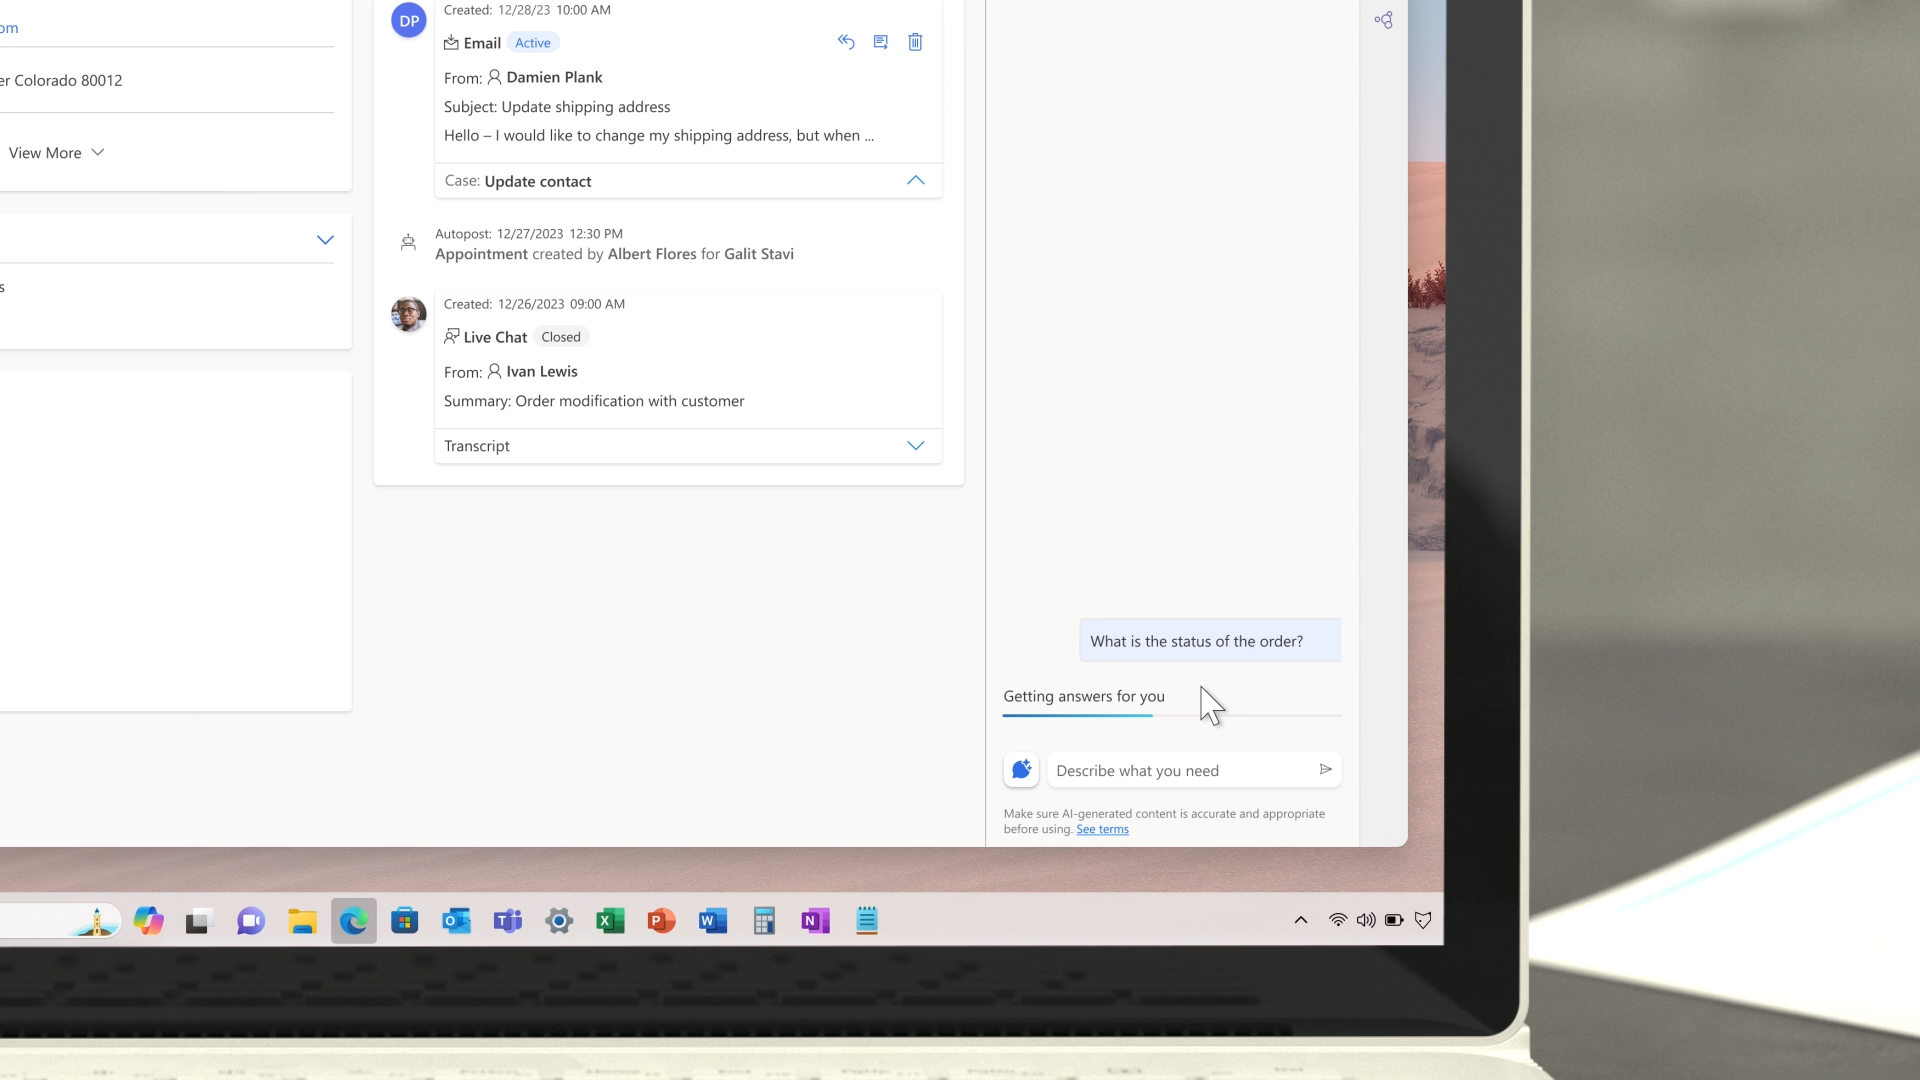 om
er Colorado 80012
View More
s
DP
Created: 12/28/23 10:00 AM
Email Active
From: Damien Plank
Subject: Update shipping address
Hello – I would like to change my shipping address, but when ...
Case: Update contact
Autopost: 12/27/2023 12:30 PM
Appointment created by Albert Flores for Galit Stavi
Created: 12/26/2023 09:00 AM
Live Chat Closed
From: Ivan Lewis
Summary: Order modification with customer
Transcript
What is the status of the order?
Getting answers for you
Describe what you need
Make sure AI-generated content is accurate and appropriate
before using. See terms